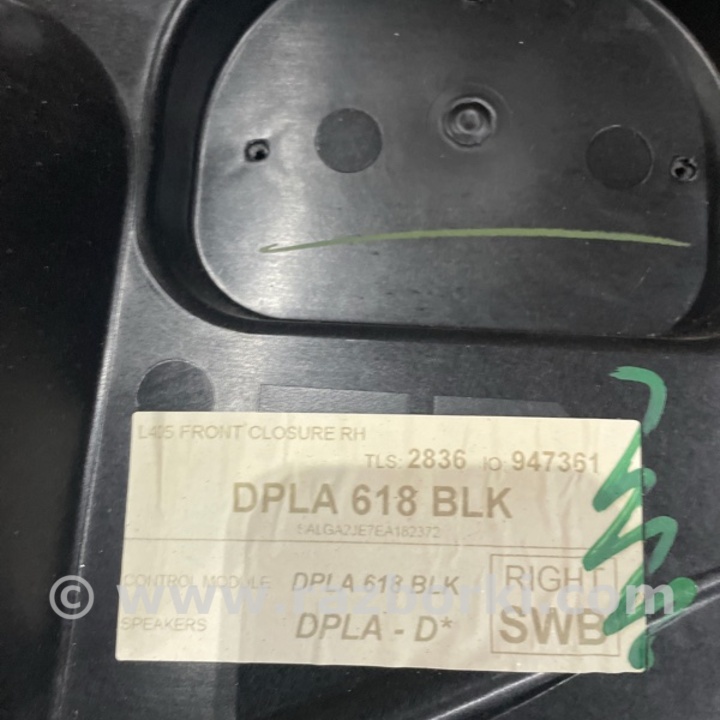 L405 FRONT CLOSURE RH
TLS: 2836 IO 947361
DPLA 618 BLK
SALGA2JE7EA182372
CONTROL MODULE DPLA 618 BLK
SPEAKERS DPLA - D*
RIGHT
SWB
© www.razborki.com